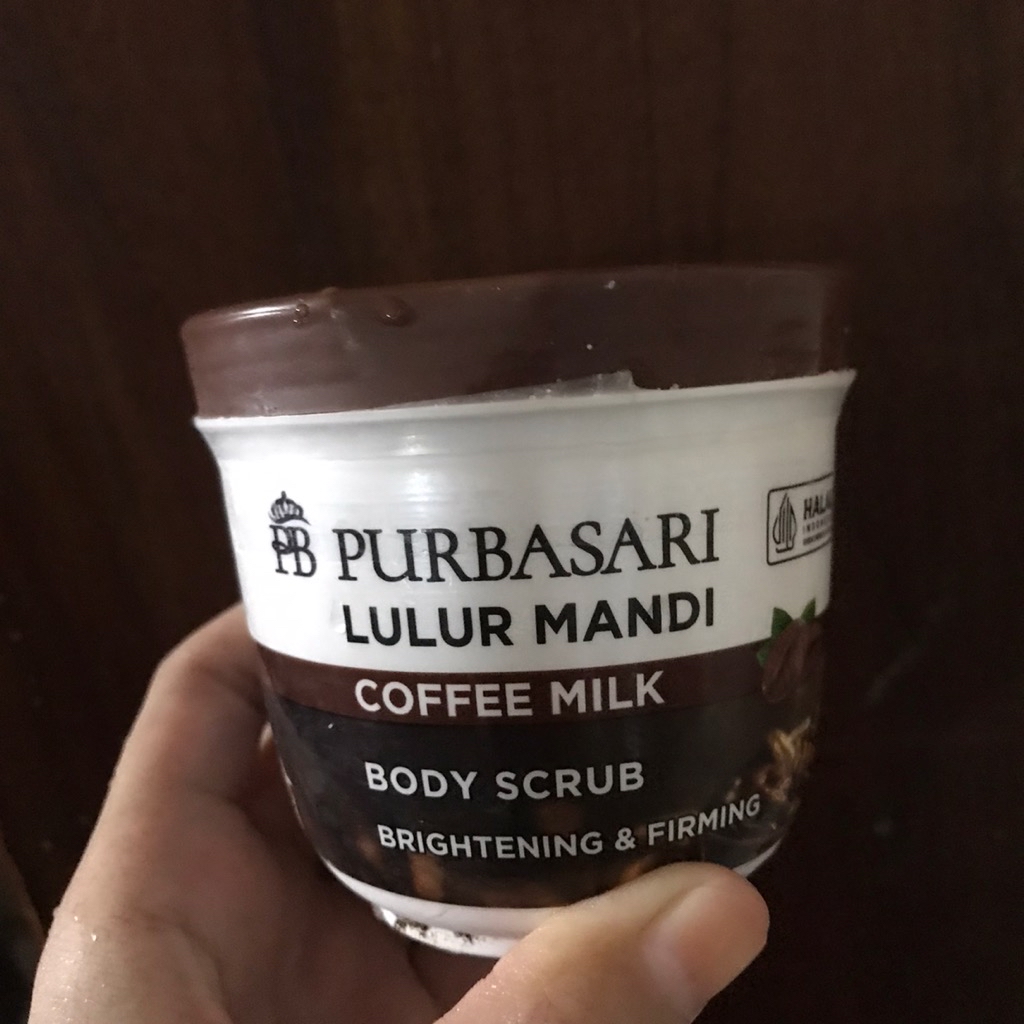 PB PURBASARI
LULUR MANDI
COFFEE MILK
BODY SCRUB
BRIGHTENING & FIRMING